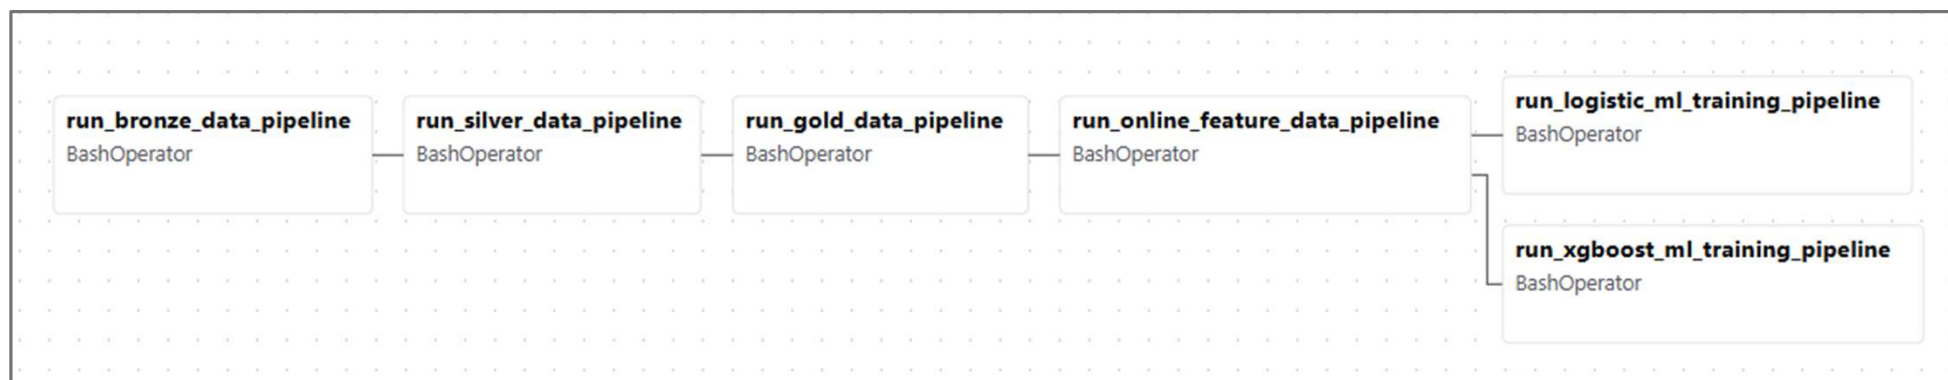 run_bronze_data_pipeline
BashOperator
run_silver_data_pipeline
BashOperator
run_gold_data_pipeline
BashOperator
run_online_feature_data_pipeline
BashOperator
run_logistic_ml_training_pipeline
BashOperator
run_xgboost_ml_training_pipeline
BashOperator